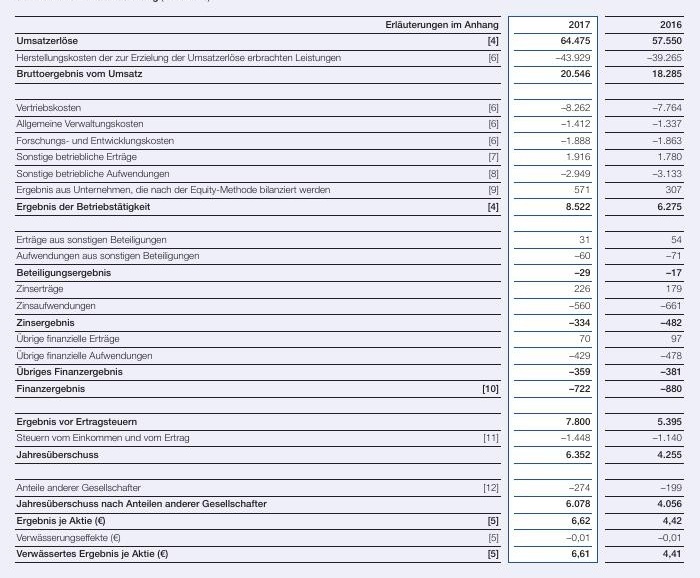 Erläuterungen im Anhang 2017 2016
Umsatzerlöse [4] 64.475 57.550
Herstellungskosten der zur Erzielung der Umsatzerlöse erbrachten Leistungen [6] –43.929 –39.265
Bruttoergebnis vom Umsatz 20.546 18.285
Vertriebskosten [6] –8.262 –7.764
Allgemeine Verwaltungskosten [6] –1.412 –1.337
Forschungs- und Entwicklungskosten [6] –1.888 –1.863
Sonstige betriebliche Erträge [7] 1.916 1.780
Sonstige betriebliche Aufwendungen [8] –2.949 –3.133
Ergebnis aus Unternehmen, die nach der Equity-Methode bilanziert werden [9] 571 307
Ergebnis der Betriebstätigkeit [4] 8.522 6.275
Erträge aus sonstigen Beteiligungen 31 54
Aufwendungen aus sonstigen Beteiligungen –60 –71
Beteiligungsergebnis –29 –17
Zinserträge 226 179
Zinsaufwendungen –560 –661
Zinsergebnis –334 –482
Übrige finanzielle Erträge 70 97
Übrige finanzielle Aufwendungen –429 –478
Übriges Finanzergebnis –359 –381
Finanzergebnis [10] –722 –880
Ergebnis vor Ertragsteuern 7.800 5.395
Steuern vom Einkommen und vom Ertrag [11] –1.448 –1.140
Jahresüberschuss 6.352 4.255
Anteile anderer Gesellschafter [12] –274 –199
Jahresüberschuss nach Anteilen anderer Gesellschafter 6.078 4.056
Ergebnis je Aktie (€) [5] 6,62 4,42
Verwässerungseffekte (€) [5] –0,01 –0,01
Verwässertes Ergebnis je Aktie (€) [5] 6,61 4,41